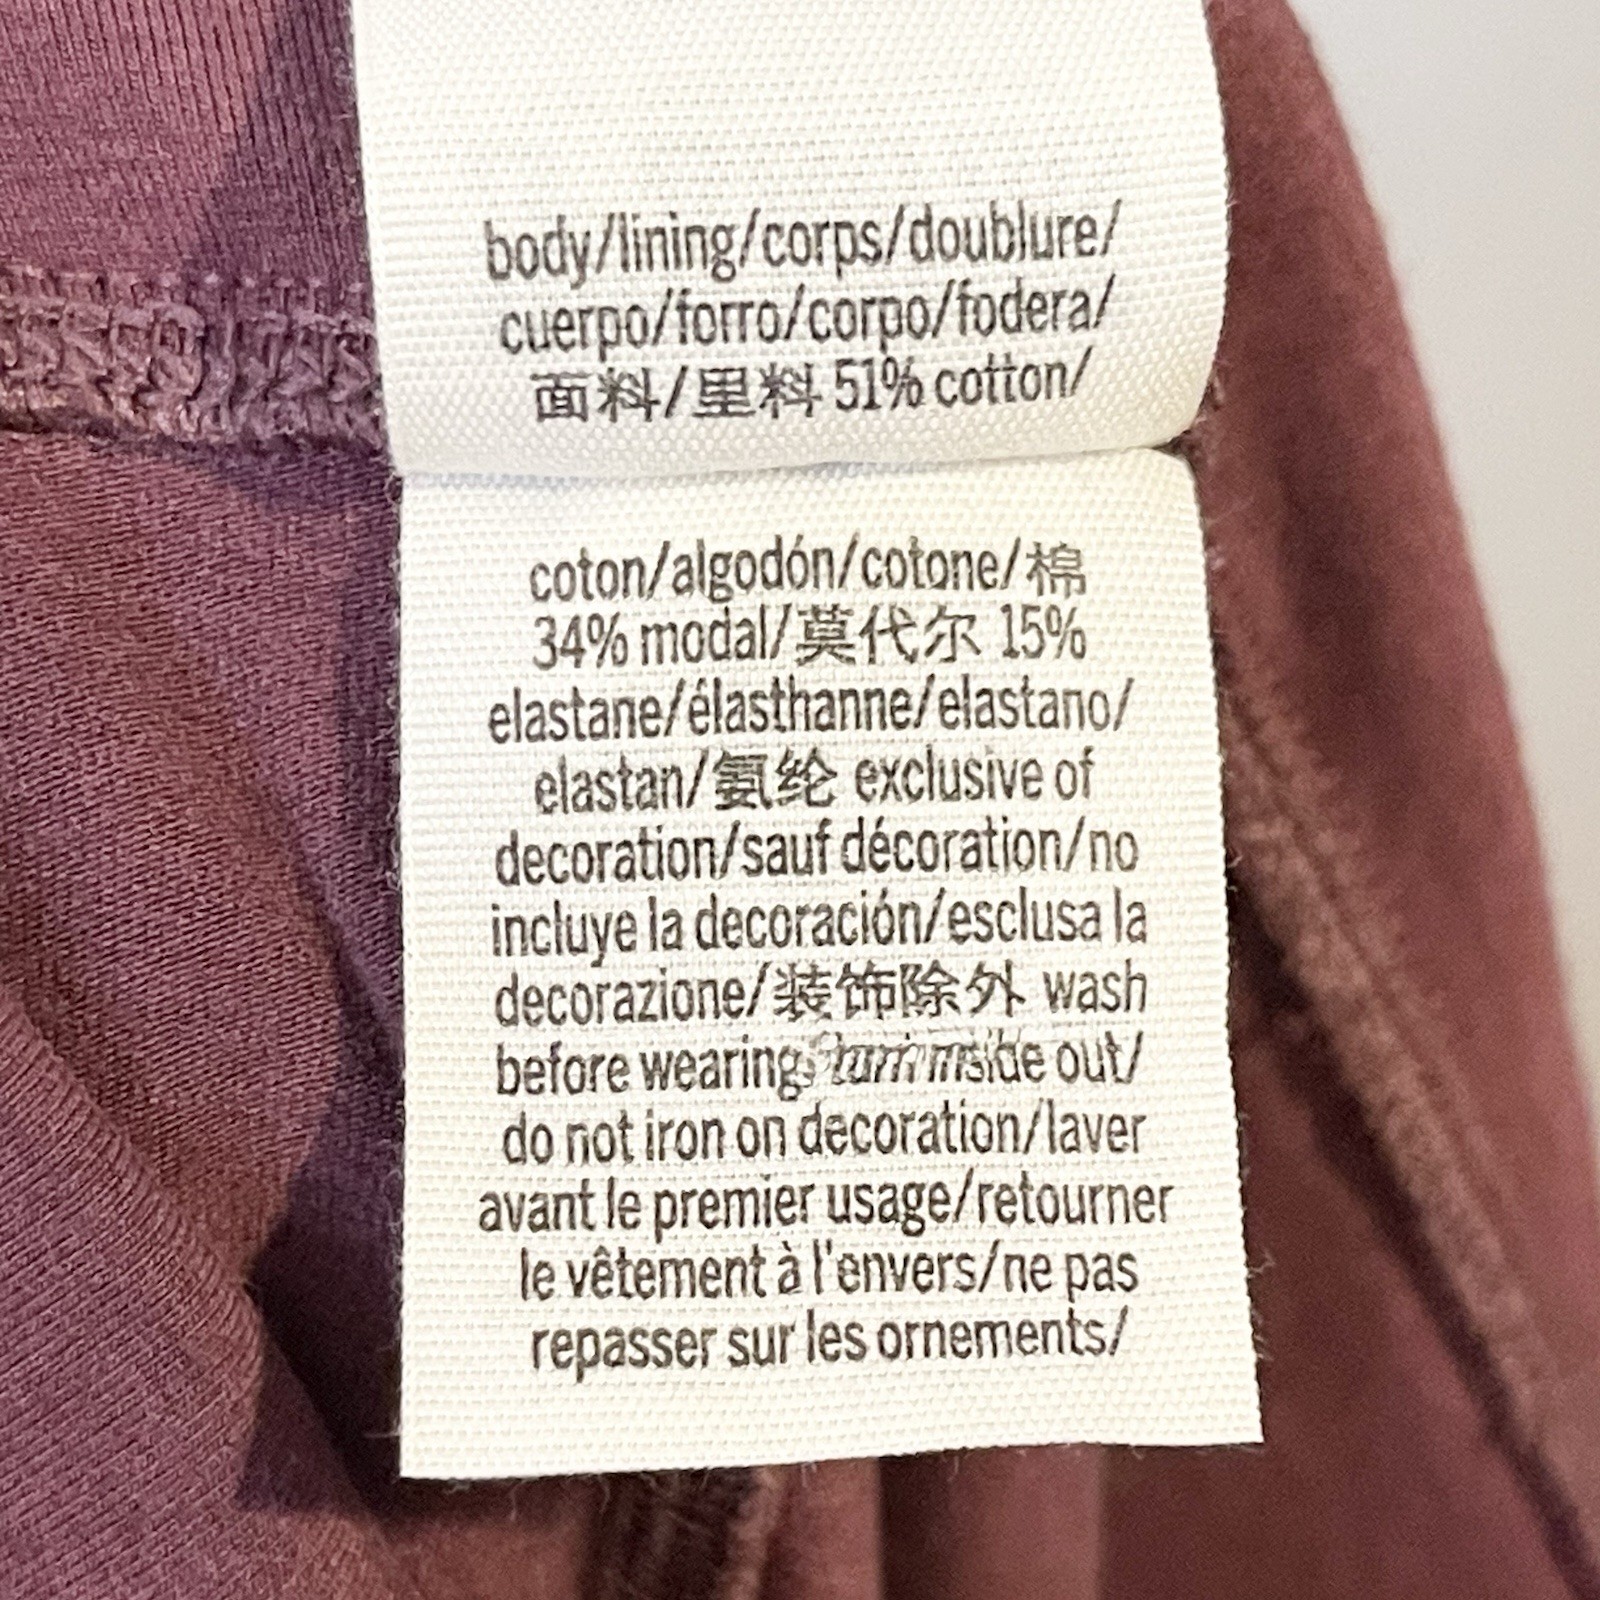 body/lining/corps/doublure/
cuerpo/forro/corpo/fodera/
面料/里料 51% cotton/
coton/algodón/cotone/棉
34% modal/莫代尔 15%
elastane/élasthanne/elastano/
elastan/氨纶 exclusive of
decoration/sauf décoration/no
incluye la decoración/esclusa la
decorazione/装饰除外 wash
before wearing/turn inside out/
do not iron on decoration/laver
avant le premier usage/retourner
le vêtement à l'envers/ne pas
repasser sur les ornements/